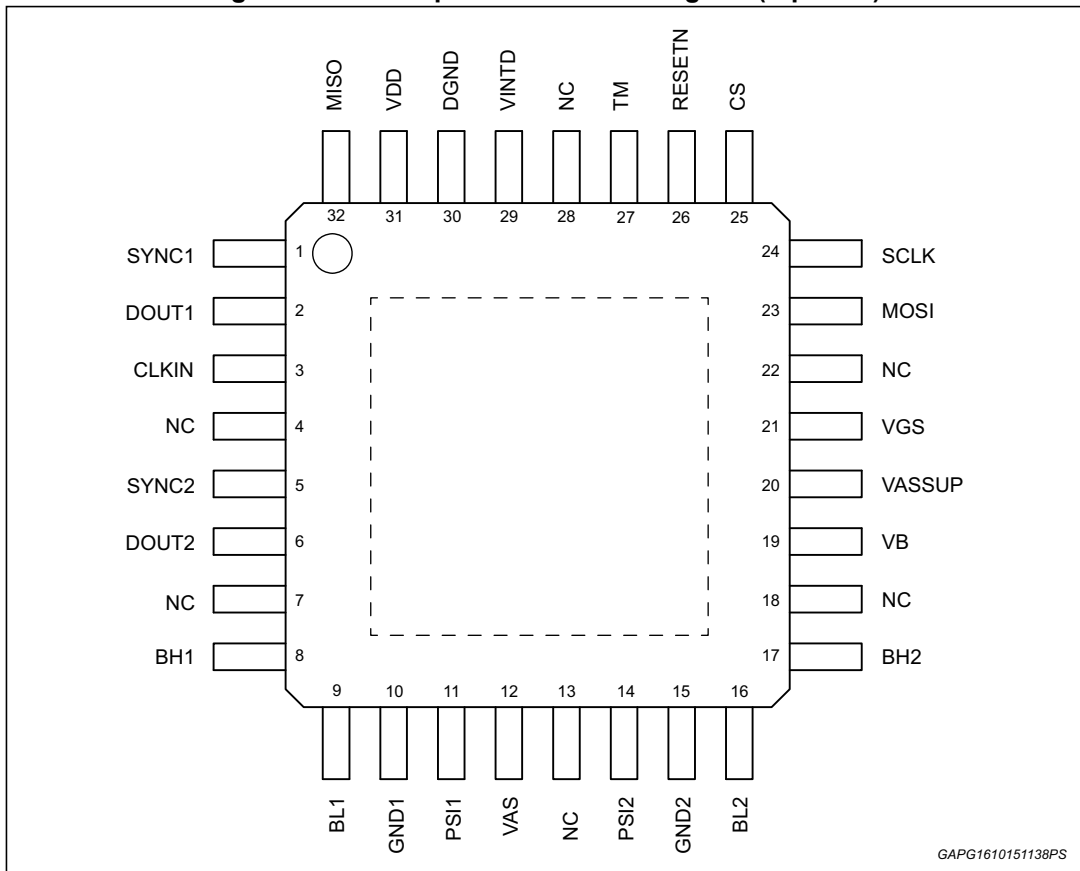 MISO
VDD
DGND
VINTD
NC
TM
RESETN
CS
32
31
30
29
28
27
26
25
SYNC1 1
24 SCLK
DOUT1 2
23 MOSI
CLKIN 3
22 NC
NC 4
21 VGS
SYNC2 5
20 VASSUP
DOUT2 6
19 VB
NC 7
18 NC
BH1 8
17 BH2
9
10
11
12
13
14
15
16
BL1
GND1
PSI1
VAS
NC
PSI2
GND2
BL2
GAPG1610151138PS